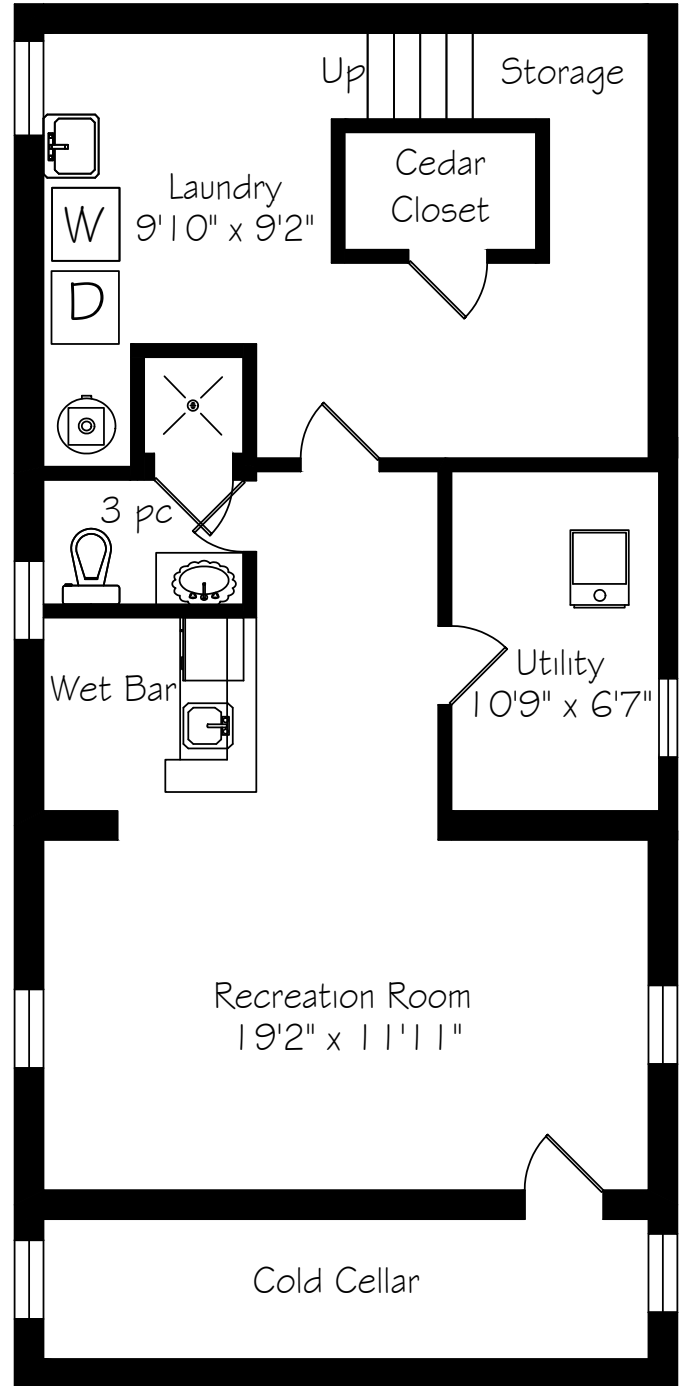 Up
Storage
Cedar
Closet
Laundry
9'10" x 9'2"
W
D
3 pc
Wet Bar
Utility
10'9" x 6'7"
Recreation Room
19'2" x 11'11"
Cold Cellar